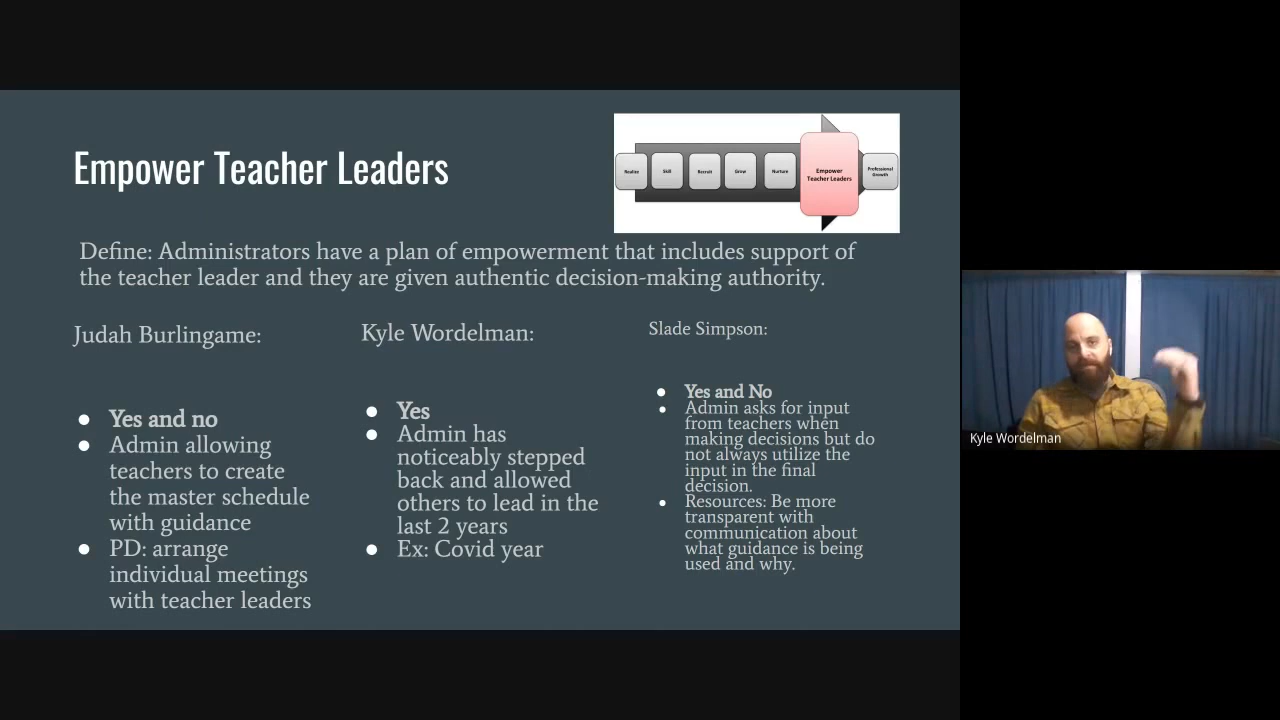 Empower Teacher Leaders
Realize
Skill
Recruit
Grow
Nurture
Empower
Teacher Leaders
Professional
Growth
Define: Administrators have a plan of empowerment that includes support of
the teacher leader and they are given authentic decision-making authority.
Judah Burlingame:
Yes and no
Admin allowing
teachers to create
the master schedule
with guidance
PD: arrange
individual meetings
with teacher leaders
Kyle Wordelman:
Yes
Admin has
noticeably stepped
back and allowed
others to lead in the
last 2 years
Ex: Covid year
Slade Simpson:
Yes and No
Admin asks for input
from teachers when
making decisions but do
not always utilize the
input in the final
decision.
Resources: Be more
transparent with
communication about
what guidance is being
used and why.
Kyle Wordelman